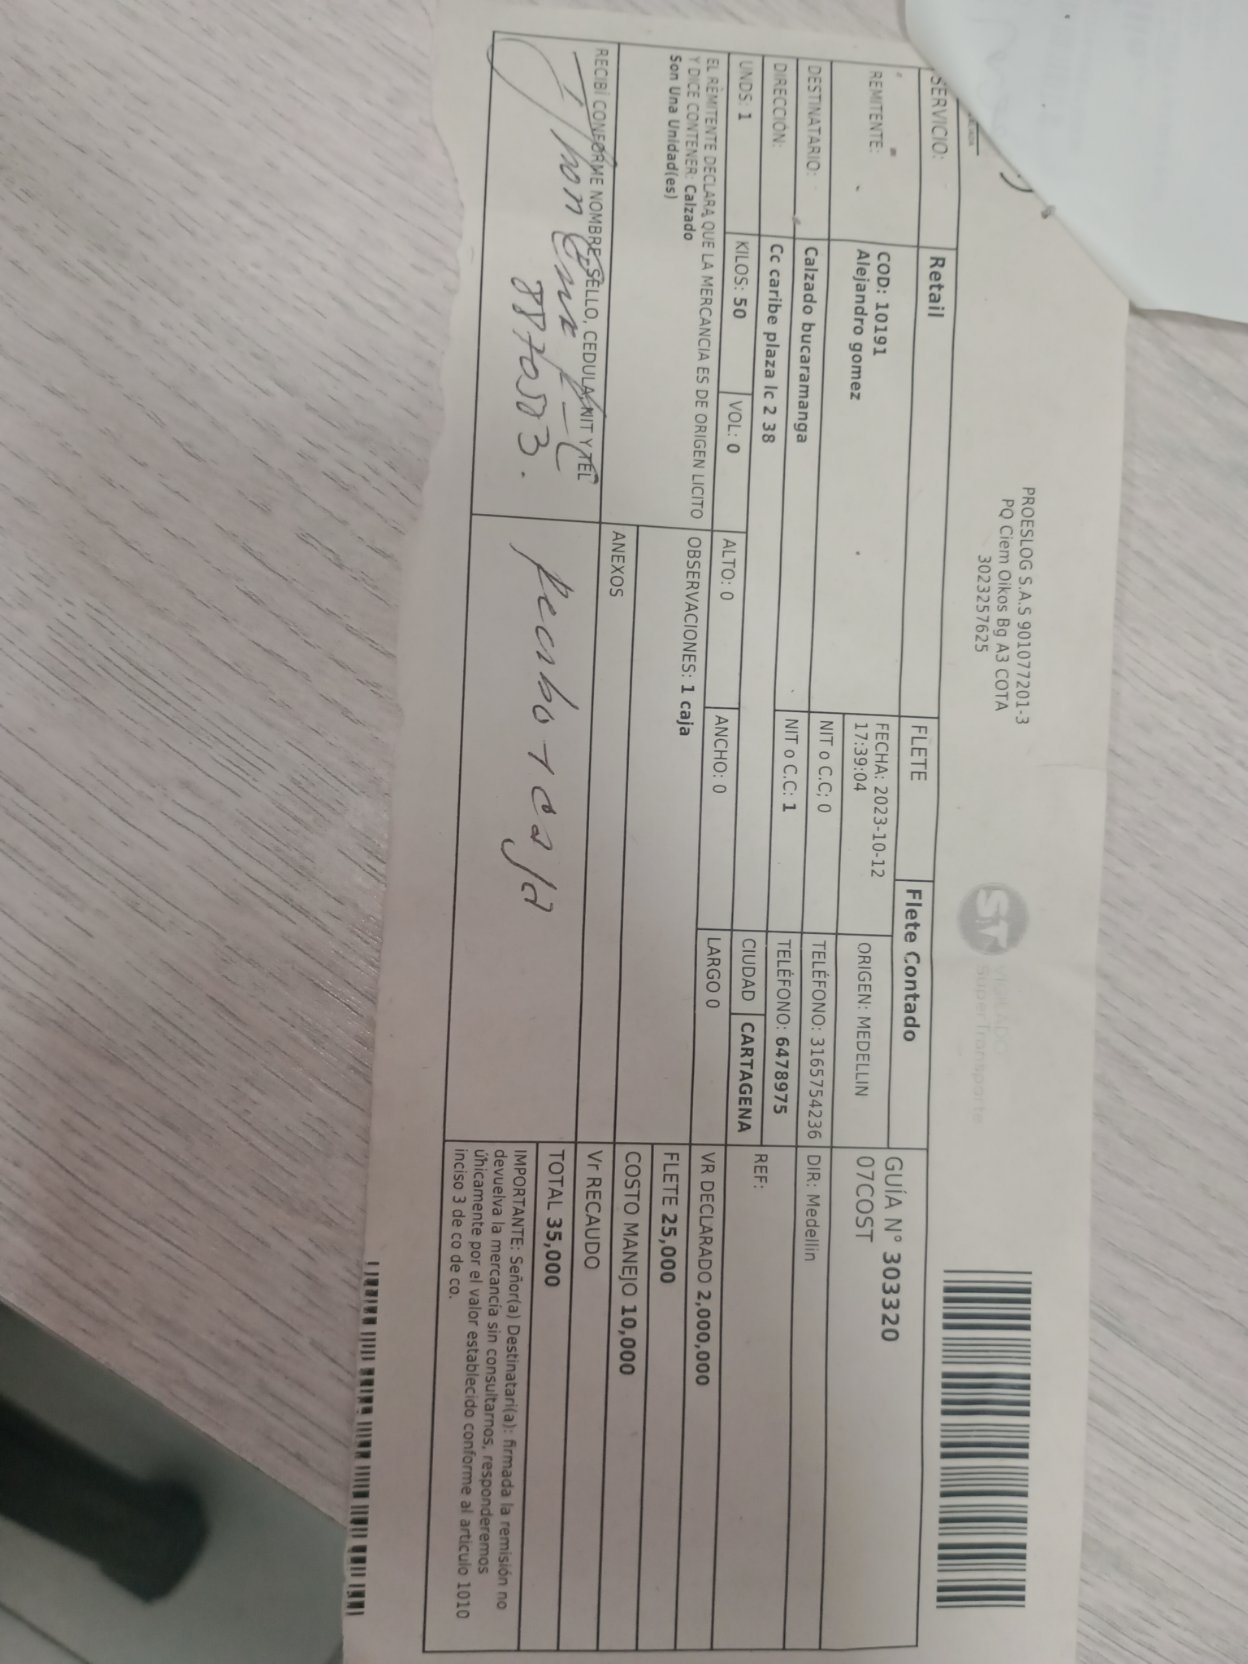 PROESLOG S.A.S 901077201-3
PQ Ciem Oikos Bg A3 COTA
3023257625
VIGILADO
SuperTransporte
SERVICIO: Retail FLETE Flete Contado GUÍA N° 303320
07COST
REMITENTE: COD: 10191
Alejandro gomez
FECHA: 2023-10-12
17:39:04
ORIGEN: MEDELLIN
NIT o C.C: 0 TELÉFONO: 3165754236 DIR: Medellin
DESTINATARIO: Calzado bucaramanga NIT o C.C: 1 TELÉFONO: 6478975 REF:
DIRECCIÓN: Cc caribe plaza lc 2 38 CIUDAD CARTAGENA
UNDS: 1 KILOS: 50 VOL: 0 ALTO: 0 ANCHO: 0 LARGO 0 VR DECLARADO 2,000,000
EL REMITENTE DECLARA QUE LA MERCANCIA ES DE ORIGEN LICITO
Y DICE CONTENER: Calzado
Son Una Unidad(es)
OBSERVACIONES: 1 caja
FLETE 25,000
COSTO MANEJO 10,000
ANEXOS
Vr RECAUDO
RECIBÍ CONFORME NOMBRE, SELLO, CEDULA, NIT Y TEL
TOTAL 35,000
Recibo 1 caja
IMPORTANTE: Señor(a) Destinatari(a): firmada la remisión no
devuelva la mercancía sin consultarnos, responderemos
úhicamente por el valor establecido conforme al articulo 1010
inciso 3 de co de co.